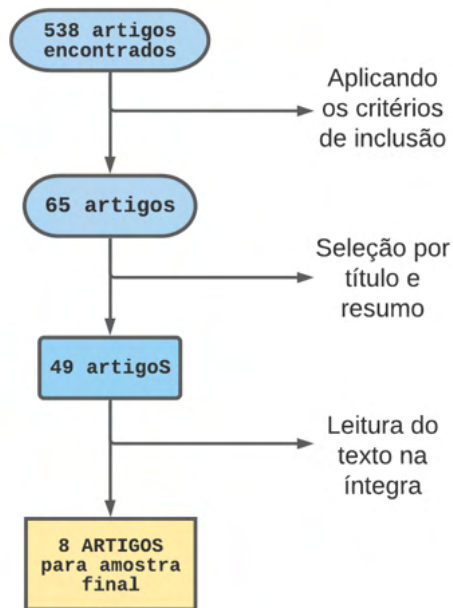 538 artigos
encontrados
Aplicando
os critérios
de inclusão
65 artigos
Seleção por
título e
resumo
49 artigoS
Leitura do
texto na
íntegra
8 ARTIGOS
para amostra
final